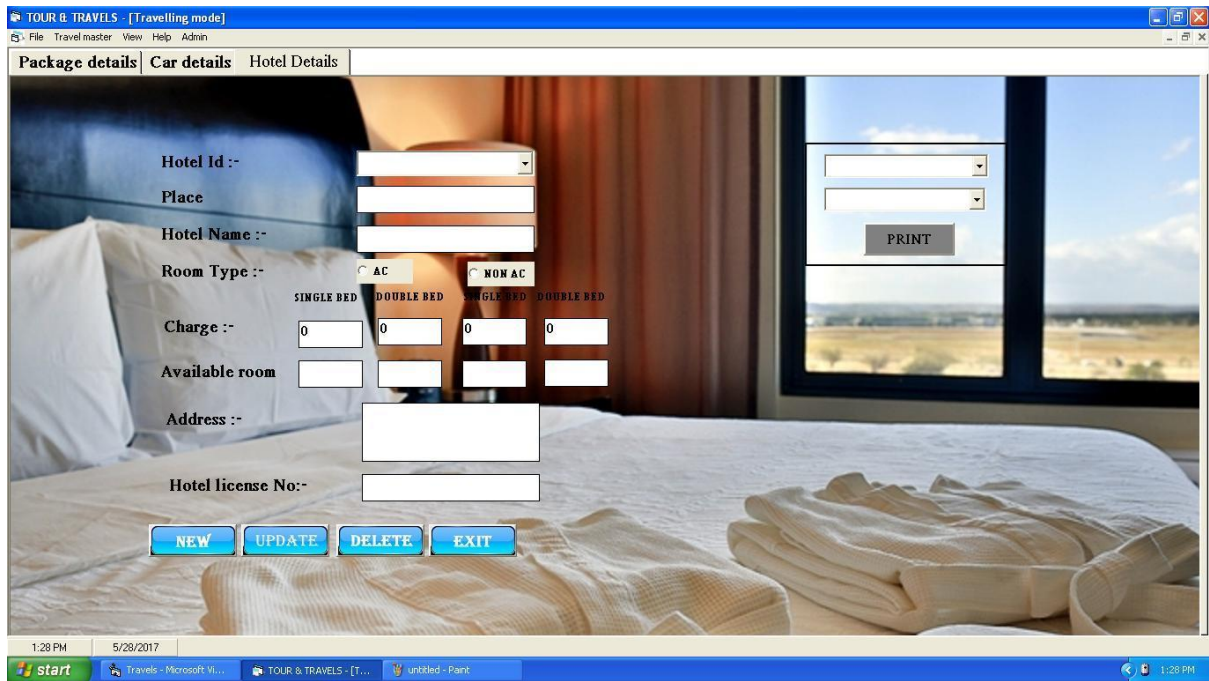 TOUR & TRAVELS - [Travelling mode]
File Travel master View Help Admin
Package details Car details Hotel Details
Hotel Id :-
Place
Hotel Name :-
PRINT
Room Type :- AC NON AC
SINGLE BED DOUBLE BED SINGLE BED DOUBLE BED
Charge :- 0 0 0 0
Available room
Address :-
Hotel license No:-
NEW UPDATE DELETE EXIT
1:28 PM 5/28/2017
start Travels - Microsoft Vi... TOUR & TRAVELS - [T... untitled - Paint 1:28 PM